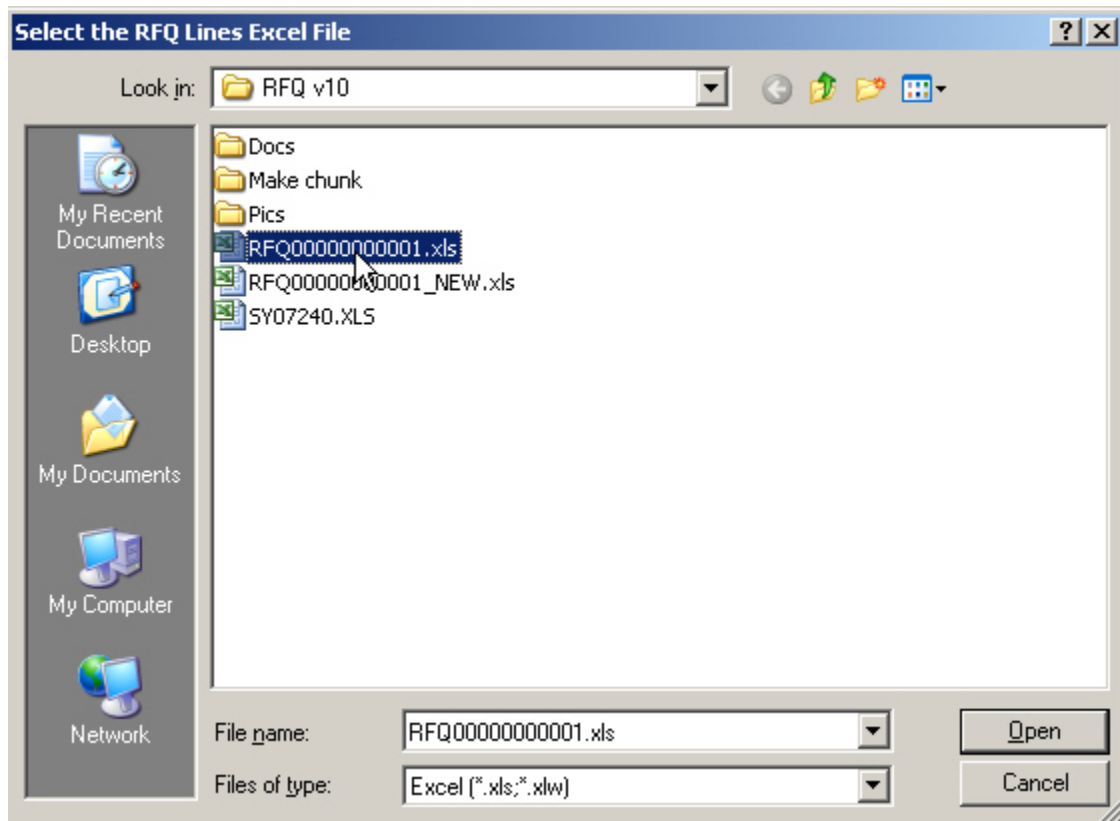 Select the RFQ Lines Excel File
Look in: RFQ v10
Docs
Make chunk
Pics
RFQ00000000001.xls
RFQ00000000001_NEW.xls
SY07240.XLS
My Recent
Documents
Desktop
My Documents
My Computer
Network
File name: RFQ00000000001.xls Open
Files of type: Excel (*.xls;*.xlw) Cancel